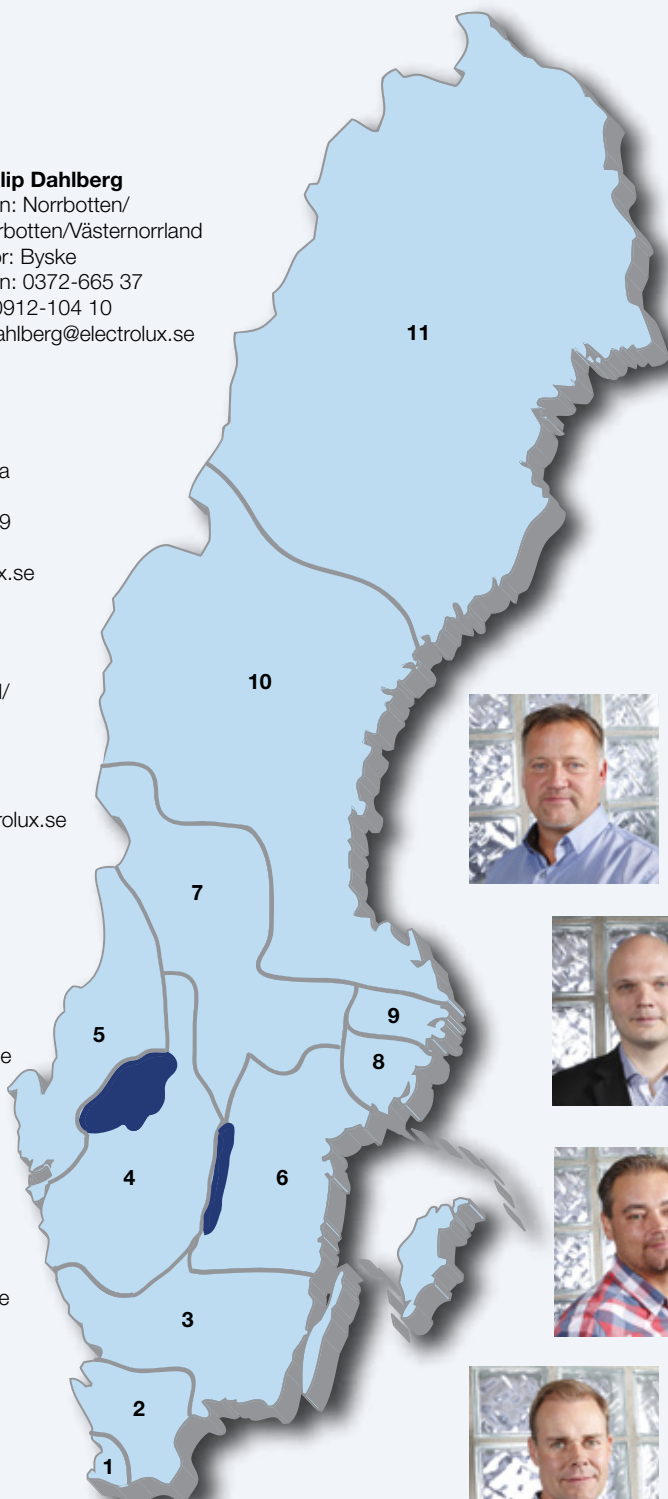 lip Dahlberg
n: Norrbotten/
rbotten/Västernorrland
or: Byske
n: 0372-665 37
0912-104 10
ahlberg@electrolux.se
11
a
9
x.se
10
/
rolux.se
7
5
9
e
8
4
6
e
3
2
1